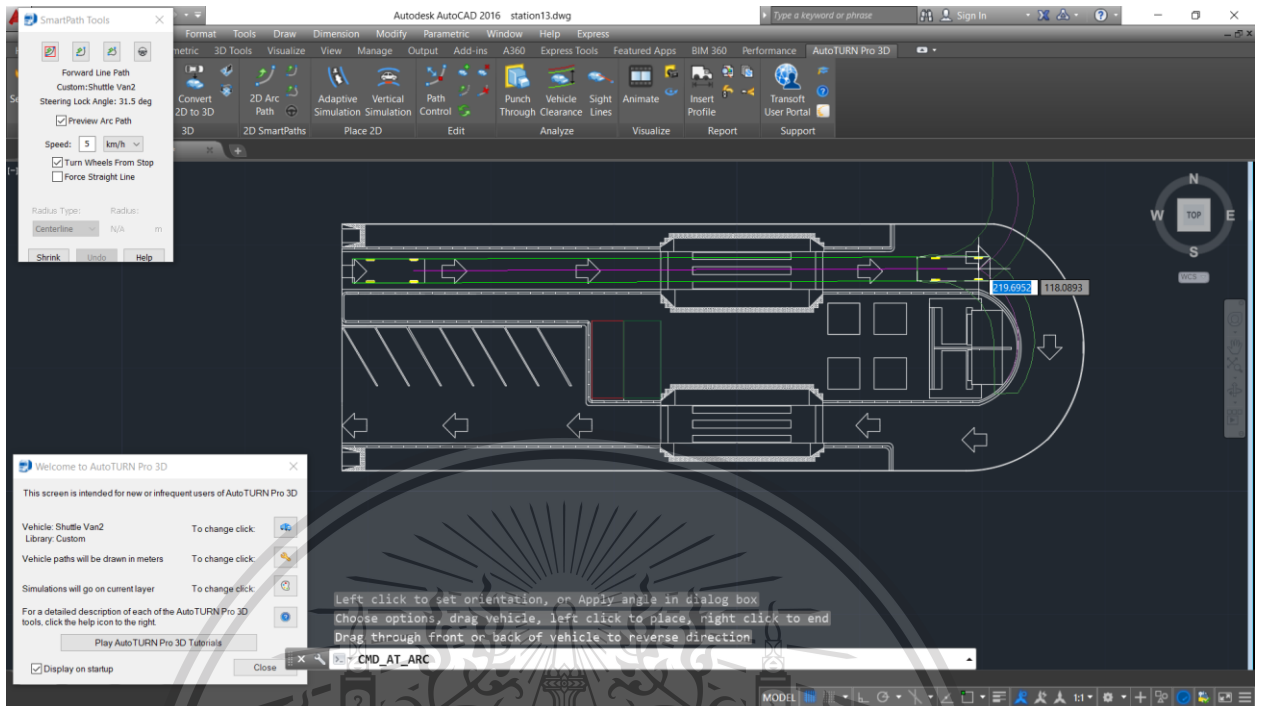 SmartPath Tools
Forward Line Path
Custom:Shuttle Van2
Steering Lock Angle: 31.5 deg
Preview Arc Path
Speed: 5 km/h
Turn Wheels From Stop
Force Straight Line
Radius Type: Radius:
Centerline N/A m
Shrink Undo Help
Autodesk AutoCAD 2016 station13.dwg
Type a keyword or phrase
Sign In
Format Tools Draw Dimension Modify Parametric Window Help Express
metric 3D Tools Visualize View Manage Output Add-ins A360 Express Tools Featured Apps BIM 360 Performance AutoTURN Pro 3D
Convert 2D to 3D
2D Arc Path
Adaptive Simulation
Vertical Simulation
Path Control
Punch Through
Vehicle Clearance
Sight Lines
Animate
Insert Profile
Transoft User Portal
3D 2D SmartPaths Place 2D Edit Analyze Visualize Report Support
N
W TOP E
S
WCS
219.6952 118.0893
Welcome to AutoTURN Pro 3D
This screen is intended for new or infrequent users of AutoTURN Pro 3D
Vehicle: Shuttle Van2 To change click:
Library: Custom
Vehicle paths will be drawn in meters To change click:
Simulations will go on current layer To change click:
For a detailed description of each of the AutoTURN Pro 3D
tools, click the help icon to the right.
Play AutoTURN Pro 3D Tutorials
Display on startup Close
Left click to set orientation, or Apply angle in dialog box
Choose options, drag vehicle, left click to place, right click to end
Drag through front or back of vehicle to reverse direction.
CMD_AT_ARC
MODEL 1:1